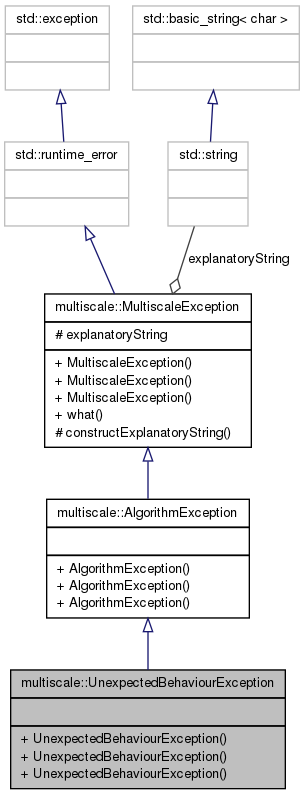 std::exception
std::basic_string< char >
std::runtime_error
std::string
explanatoryString
multiscale::MultiscaleException
# explanatoryString
+ MultiscaleException()
+ MultiscaleException()
+ MultiscaleException()
+ what()
# constructExplanatoryString()
multiscale::AlgorithmException
+ AlgorithmException()
+ AlgorithmException()
+ AlgorithmException()
multiscale::UnexpectedBehaviourException
+ UnexpectedBehaviourException()
+ UnexpectedBehaviourException()
+ UnexpectedBehaviourException()